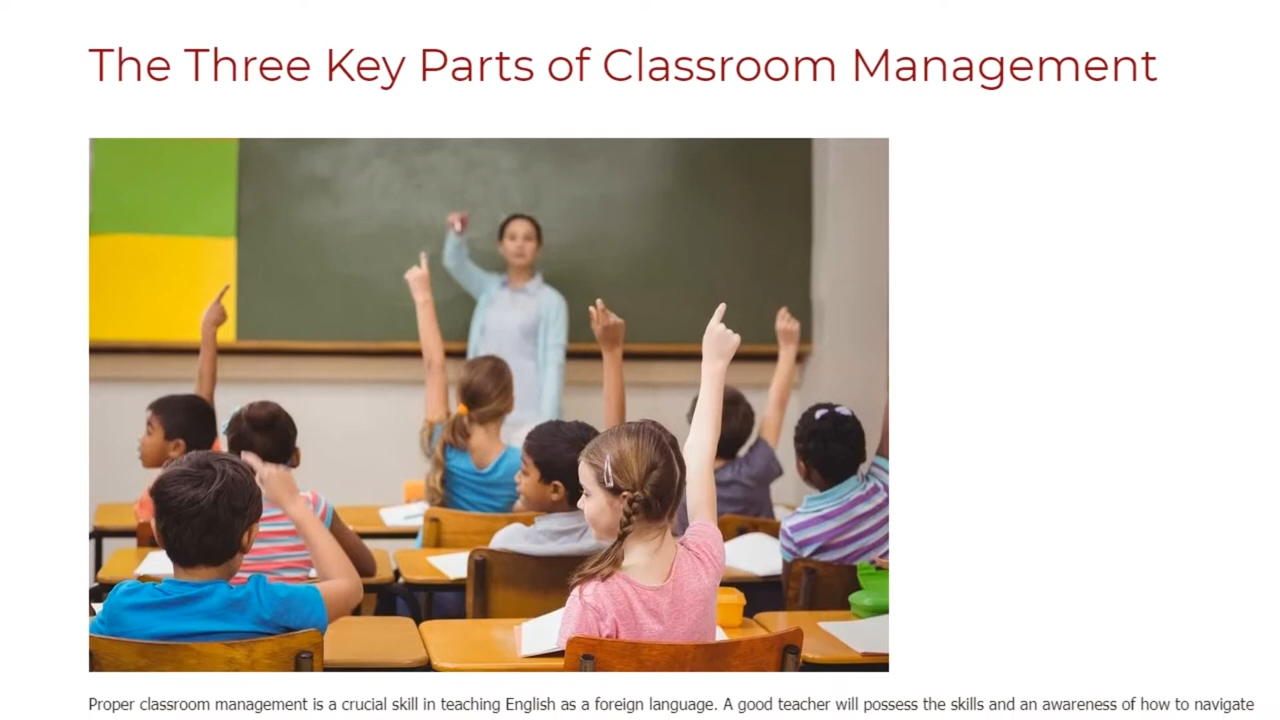 The Three Key Parts of Classroom Management
Proper classroom management is a crucial skill in teaching English as a foreign language. A good teacher will possess the skills and an awareness of how to navigate